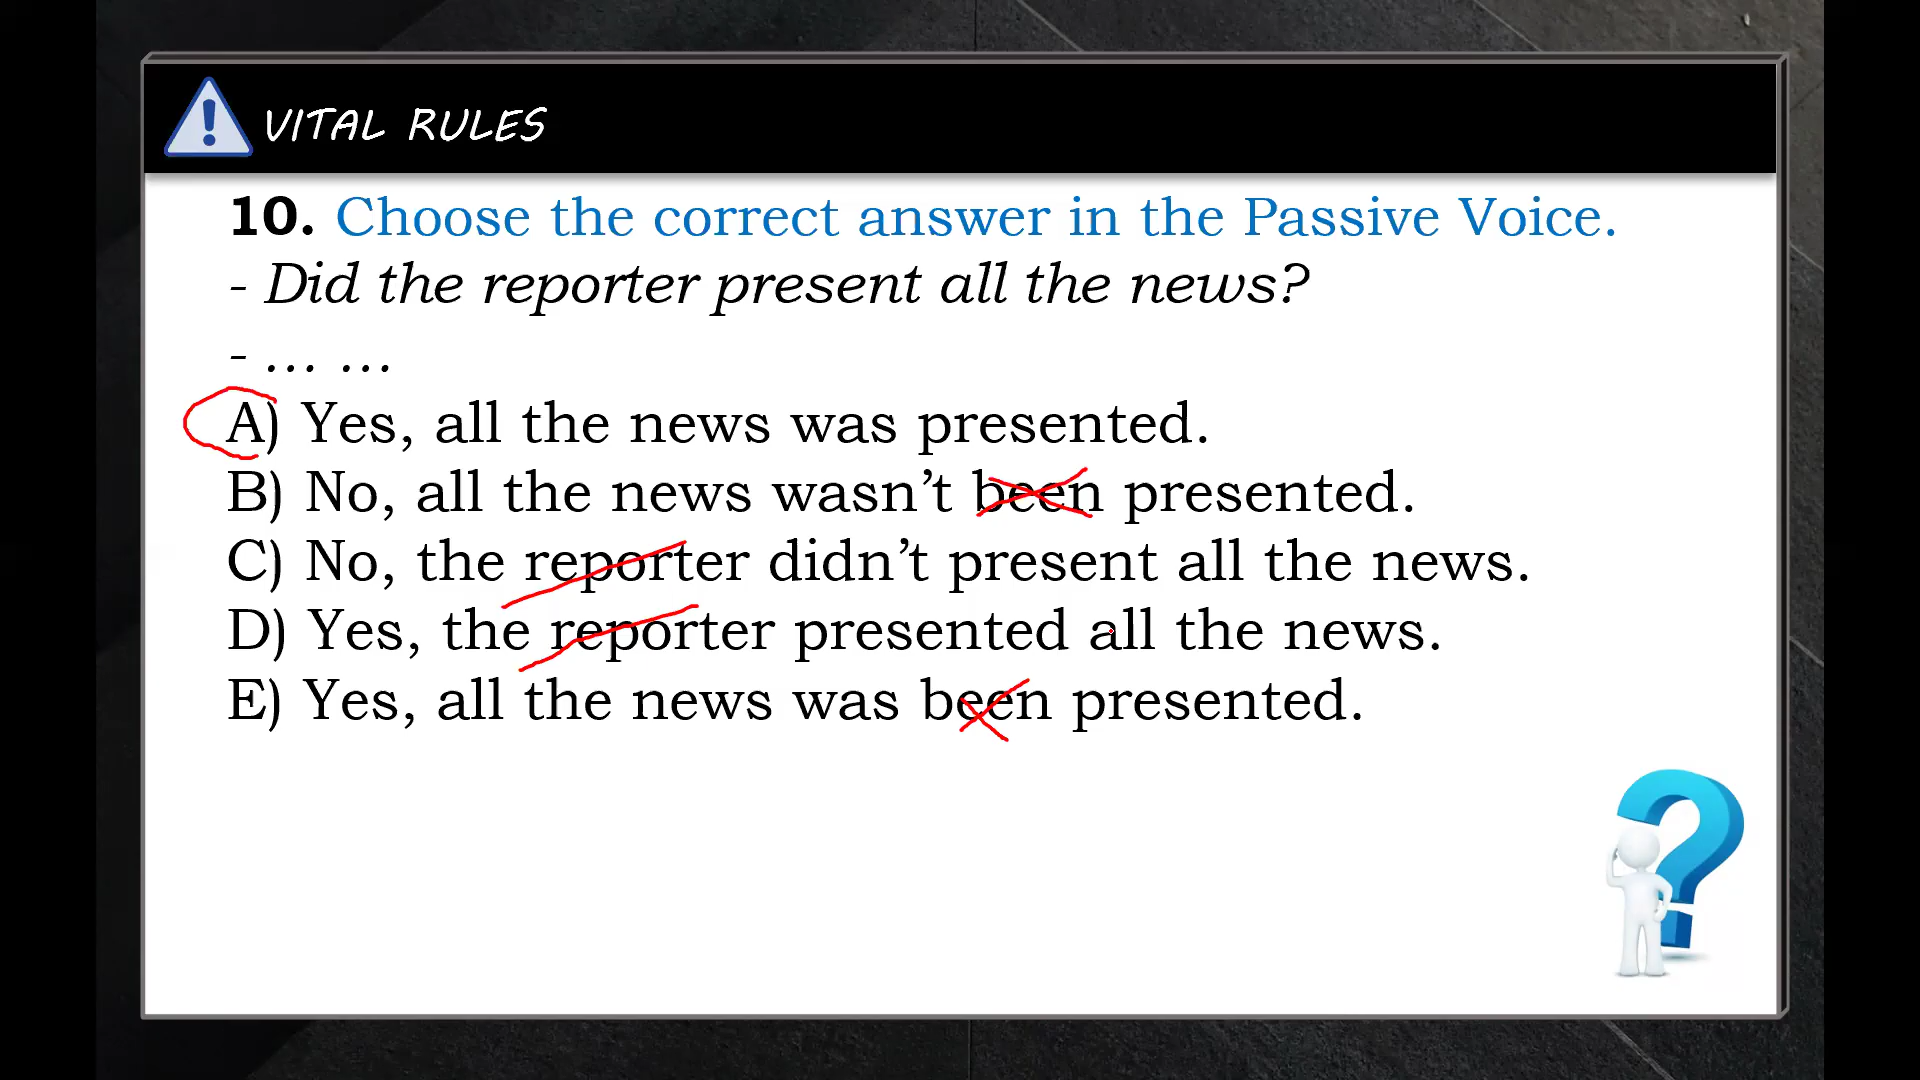 VITAL RULES
10. Choose the correct answer in the Passive Voice.
- Did the reporter present all the news?
- ... ...
A) Yes, all the news was presented.
B) No, all the news wasn’t been presented.
C) No, the reporter didn’t present all the news.
D) Yes, the reporter presented all the news.
E) Yes, all the news was been presented.